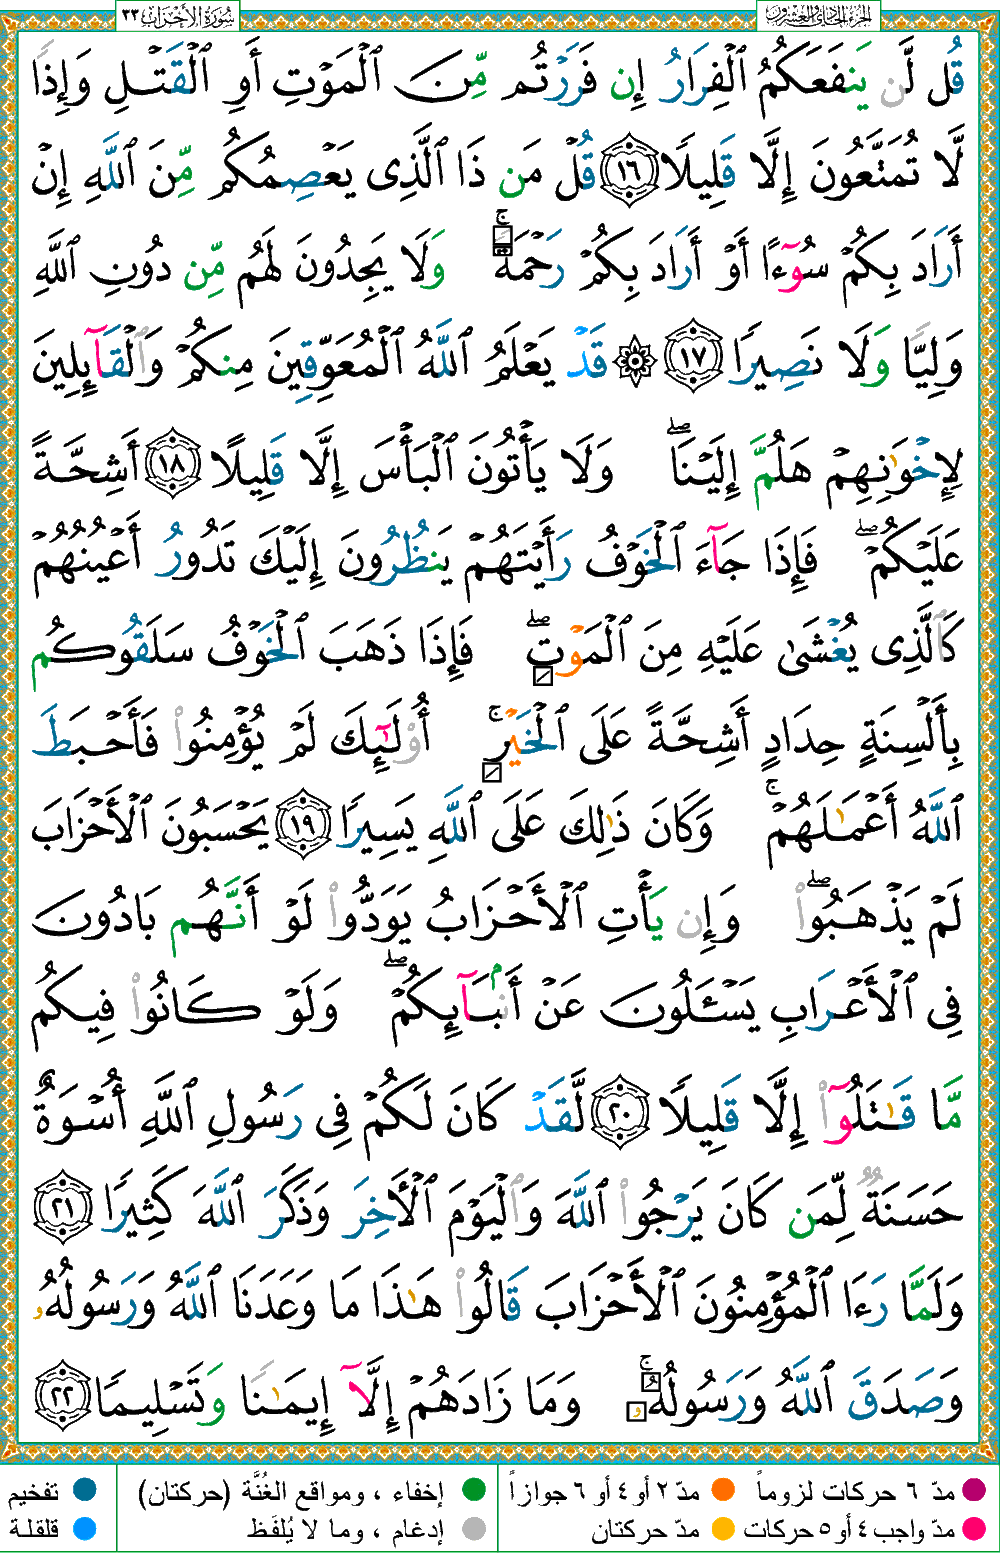 الجزء الحادي والعشرون
سُورَةُ الأَحْزَابِ ٣٣
قُل لَّن يَنفَعَكُمُ ٱلْفِرَارُ إِن فَرَرْتُم مِّنَ ٱلْمَوْتِ أَوِ ٱلْقَتْلِ وَإِذًا
لَّا تُمَتَّعُونَ إِلَّا قَلِيلًا ١٦ قُلْ مَن ذَا ٱلَّذِى يَعْصِمُكُم مِّنَ ٱللَّهِ إِنْ
أَرَادَ بِكُمْ سُوٓءًا أَوْ أَرَادَ بِكُمْ رَحْمَةً ۚ وَلَا يَجِدُونَ لَهُم مِّن دُونِ ٱللَّهِ
وَلِيًّا وَلَا نَصِيرًا ١٧ ۞ قَدْ يَعْلَمُ ٱللَّهُ ٱلْمُعَوِّقِينَ مِنكُمْ وَٱلْقَآئِلِينَ
لِإِخْوَٰنِهِمْ هَلُمَّ إِلَيْنَا ۖ وَلَا يَأْتُونَ ٱلْبَأْسَ إِلَّا قَلِيلًا ١٨ أَشِحَّةً
عَلَيْكُمْ ۖ فَإِذَا جَآءَ ٱلْخَوْفُ رَأَيْتَهُمْ يَنظُرُونَ إِلَيْكَ تَدُورُ أَعْيُنُهُمْ
كَٱلَّذِى يُغْشَىٰ عَلَيْهِ مِنَ ٱلْمَوْتِ ۖ فَإِذَا ذَهَبَ ٱلْخَوْفُ سَلَقُوكُم
بِأَلْسِنَةٍ حِدَادٍ أَشِحَّةً عَلَى ٱلْخَيْرِ ۚ أُو۟لَٰٓئِكَ لَمْ يُؤْمِنُوا۟ فَأَحْبَطَ
ٱللَّهُ أَعْمَٰلَهُمْ ۚ وَكَانَ ذَٰلِكَ عَلَى ٱللَّهِ يَسِيرًا ١٩ يَحْسَبُونَ ٱلْأَحْزَابَ
لَمْ يَذْهَبُوا۟ ۖ وَإِن يَأْتِ ٱلْأَحْزَابُ يَوَدُّوا۟ لَوْ أَنَّهُم بَادُونَ
فِى ٱلْأَعْرَابِ يَسْـَٔلُونَ عَنْ أَنۢبَآئِكُمْ ۖ وَلَوْ كَانُوا۟ فِيكُم
مَّا قَٰتَلُوٓا۟ إِلَّا قَلِيلًا ٢٠ لَّقَدْ كَانَ لَكُمْ فِى رَسُولِ ٱللَّهِ أُسْوَةٌ
حَسَنَةٌ لِّمَن كَانَ يَرْجُوا۟ ٱللَّهَ وَٱلْيَوْمَ ٱلْأَخِرَ وَذَكَرَ ٱللَّهَ كَثِيرًا ٢١
وَلَمَّا رَءَا ٱلْمُؤْمِنُونَ ٱلْأَحْزَابَ قَالُوا۟ هَٰذَا مَا وَعَدَنَا ٱللَّهُ وَرَسُولُهُۥ
وَصَدَقَ ٱللَّهُ وَرَسُولُهُۥ ۚ وَمَا زَادَهُمْ إِلَّآ إِيمَٰنًا وَتَسْلِيمًا ٢٢
مدّ ٦ حركات لزوماً
مدّ ٢ أو ٤ أو ٦ جوازاً
إخفاء ، ومواقع الغُنَّة (حركتان)
تفخيم
مدّ واجب ٤ أو ٥ حركات
مدّ حركتان
إدغام ، وما لا يُلفَظ
قلقلة